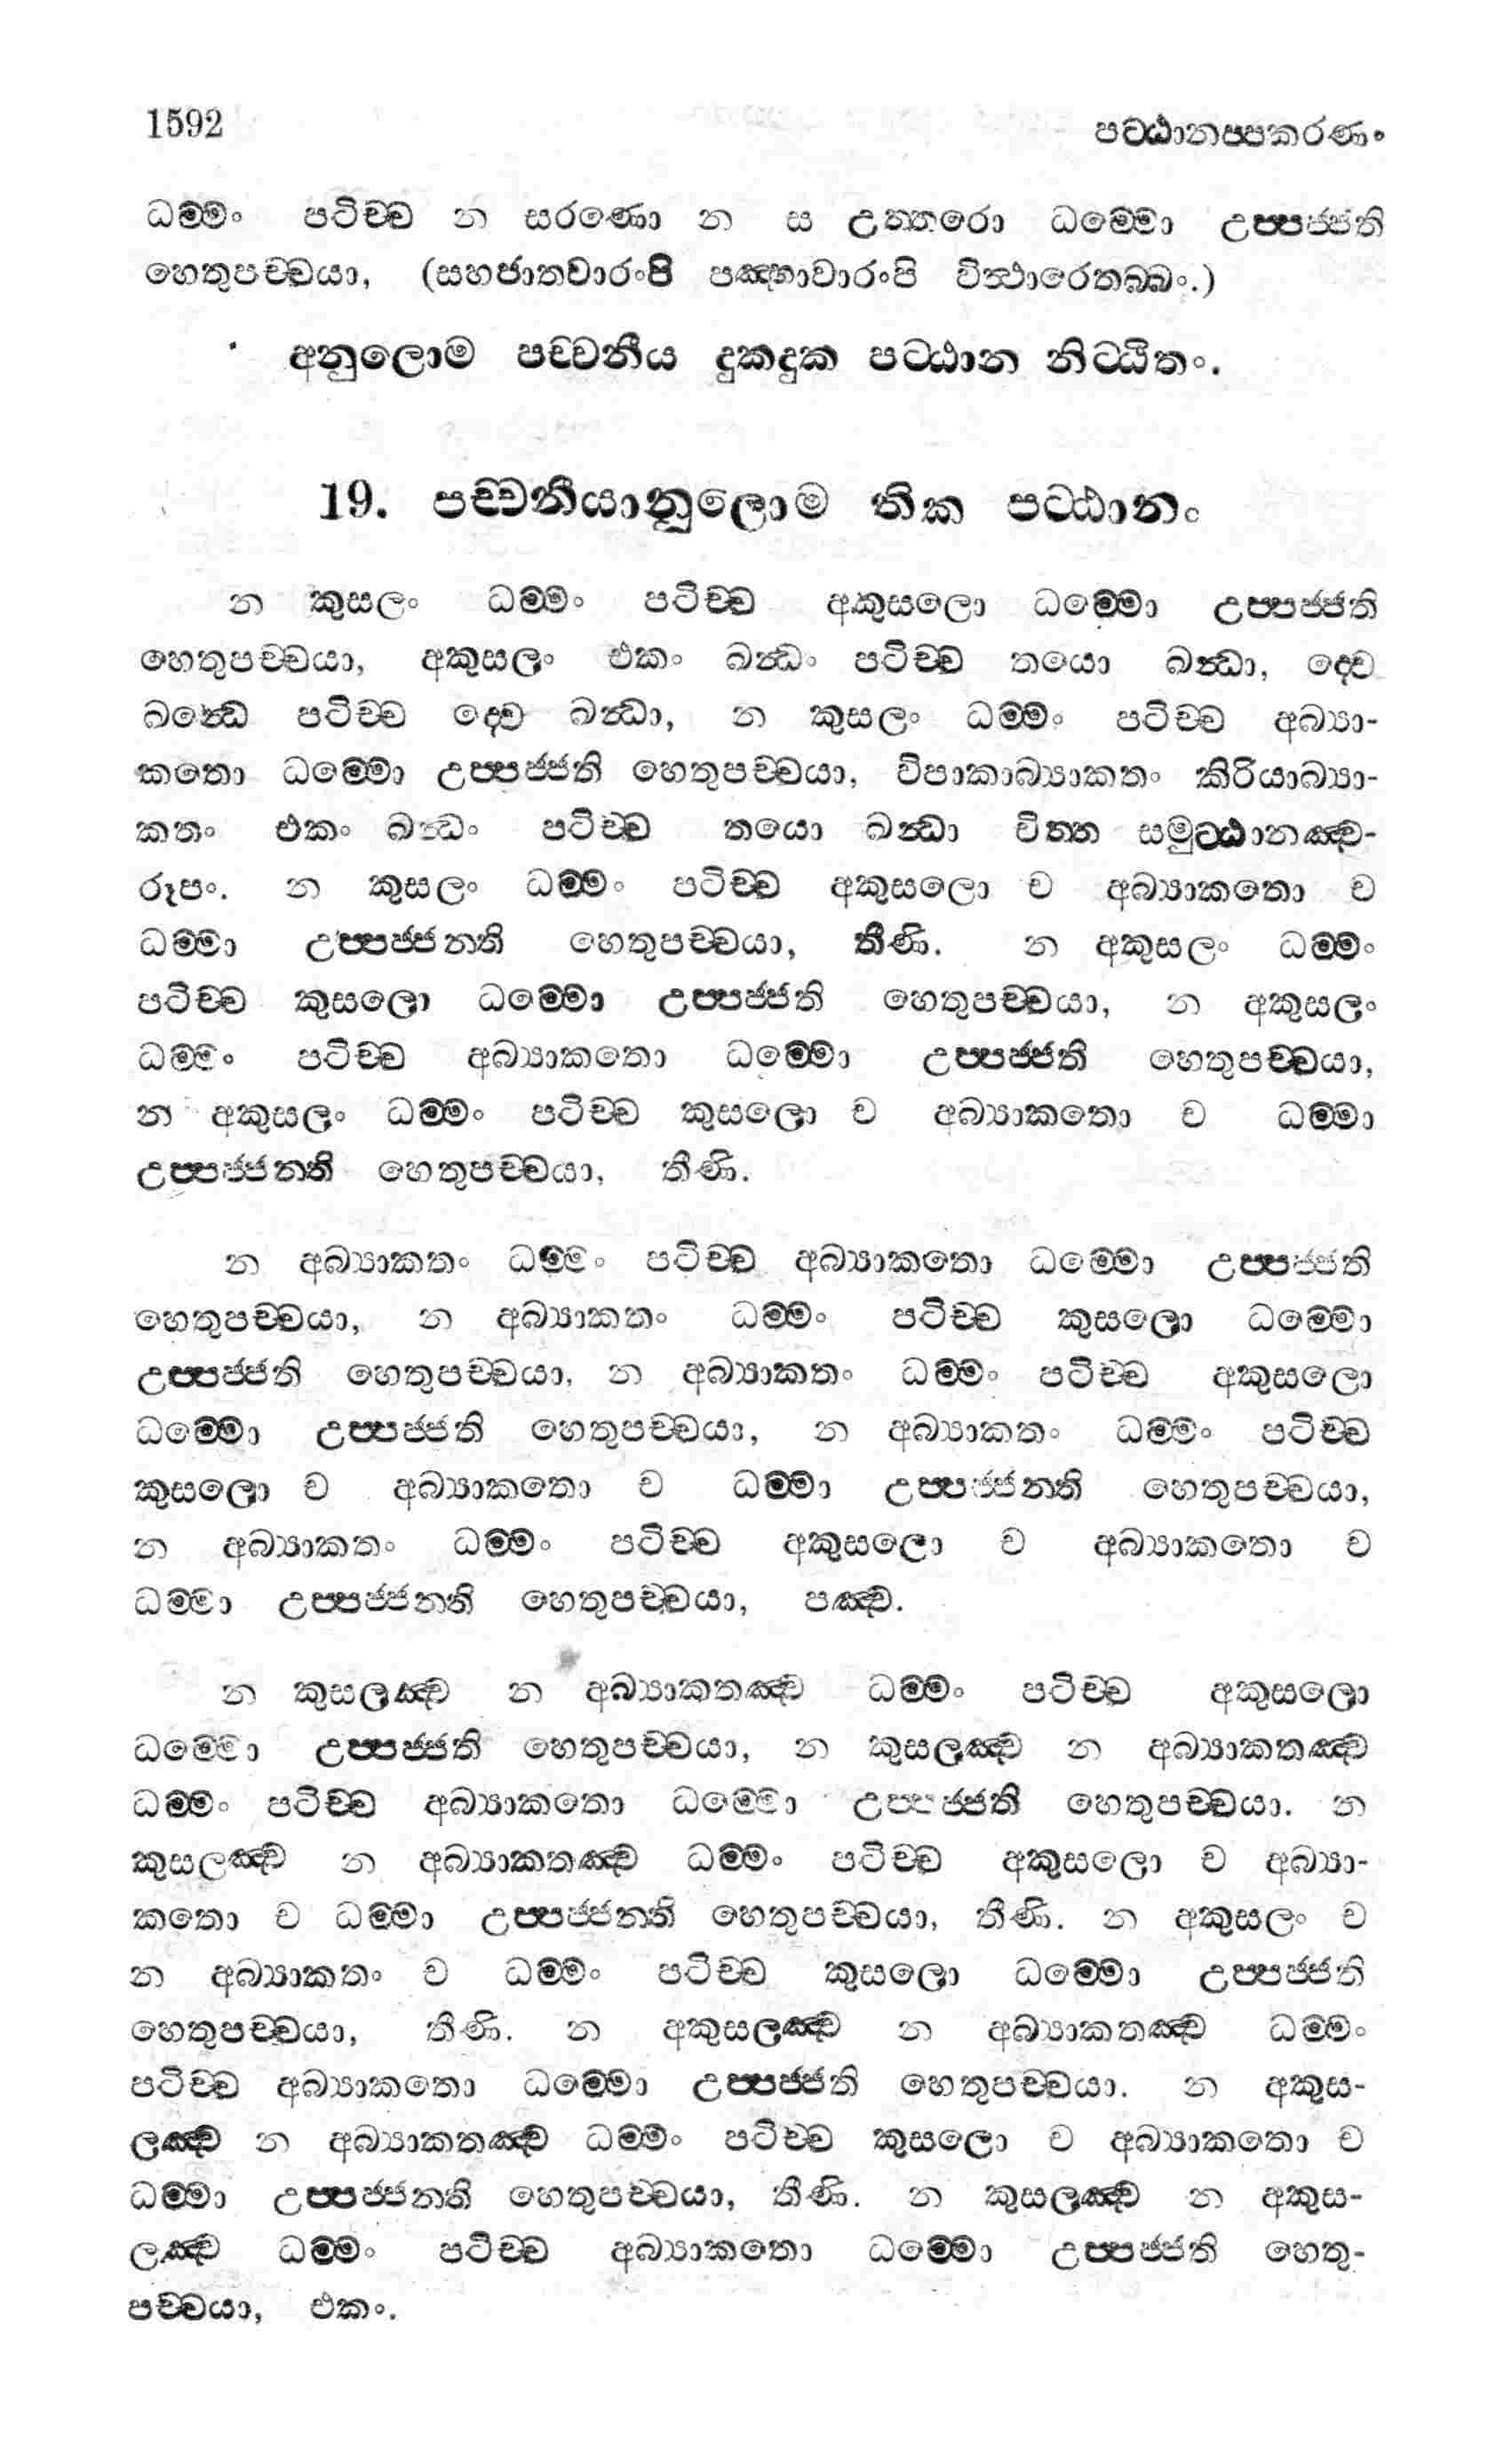 1592 පට්ඨානප්පකරණං
ධම්මං පටිච්ච න සරණො න ස උත්තරො ධම්මො උප්පජ්ජති
හෙතුපච්චයා, (සහජාතවාරංපි පඤ්හාවාරංපි විත්ථාරෙතබ්බං.)
අනුලොම පච්චනීය දුකදුක පට්ඨාන නිට්ඨිතං.
19. පච්චනීයානුලොම තික පට්ඨානං
න කුසලං ධම්මං පටිච්ච අකුසලො ධම්මො උප්පජ්ජති
හෙතුපච්චයා, අකුසලං එකං ඛන්ධං පටිච්ච තයො ඛන්ධා, ද්වෙ
ඛන්ධෙ පටිච්ච ද්වෙ ඛන්ධා, න කුසලං ධම්මං පටිච්ච අබ්‍යා-
කතො ධම්මො උප්පජ්ජති හෙතුපච්චයා, විපාකාබ්‍යාකතං කිරියාබ්‍යා-
කතං එකං ඛන්ධං පටිච්ච තයො ඛන්ධා චිත්ත සමුට්ඨානඤ්ච-
රූපං. න කුසලං ධම්මං පටිච්ච අකුසලො ච අබ්‍යාකතො ච
ධම්මා උප්පජ්ජන්ති හෙතුපච්චයා, තීණි. න අකුසලං ධම්මං
පටිච්ච කුසලො ධම්මො උප්පජ්ජති හෙතුපච්චයා, න අකුසලං
ධම්මං පටිච්ච අබ්‍යාකතො ධම්මො උප්පජ්ජති හෙතුපච්චයා,
න අකුසලං ධම්මං පටිච්ච කුසලො ච අබ්‍යාකතො ච ධම්මා
උප්පජ්ජන්ති හෙතුපච්චයා, තීණි.
න අබ්‍යාකතං ධම්මං පටිච්ච අබ්‍යාකතො ධම්මො උප්පජ්ජති
හෙතුපච්චයා, න අබ්‍යාකතං ධම්මං පටිච්ච කුසලො ධම්මො
උප්පජ්ජති හෙතුපච්චයා, න අබ්‍යාකතං ධම්මං පටිච්ච අකුසලො
ධම්මො උප්පජ්ජති හෙතුපච්චයා, න අබ්‍යාකතං ධම්මං පටිච්ච
කුසලො ච අබ්‍යාකතො ච ධම්මා උප්පජ්ජන්ති හෙතුපච්චයා,
න අබ්‍යාකතං ධම්මං පටිච්ච අකුසලො ච අබ්‍යාකතො ච
ධම්මා උප්පජ්ජන්ති හෙතුපච්චයා, පඤ්ච.
න කුසලඤ්ච න අබ්‍යාකතඤ්ච ධම්මං පටිච්ච අකුසලො
ධම්මො උප්පජ්ජති හෙතුපච්චයා, න කුසලඤ්ච න අබ්‍යාකතඤ්ච
ධම්මං පටිච්ච අබ්‍යාකතො ධම්මො උප්පජ්ජති හෙතුපච්චයා. න
කුසලඤ්ච න අබ්‍යාකතඤ්ච ධම්මං පටිච්ච අකුසලො ච අබ්‍යා-
කතො ච ධම්මා උප්පජ්ජන්ති හෙතුපච්චයා, තීණි. න අකුසලං ච
න අබ්‍යාකතං ච ධම්මං පටිච්ච කුසලො ධම්මො උප්පජ්ජති
හෙතුපච්චයා, තීණි. න අකුසලඤ්ච න අබ්‍යාකතඤ්ච ධම්මං
පටිච්ච අබ්‍යාකතො ධම්මො උප්පජ්ජති හෙතුපච්චයා. න අකුස-
ලඤ්ච න අබ්‍යාකතඤ්ච ධම්මං පටිච්ච කුසලො ච අබ්‍යාකතො ච
ධම්මා උප්පජ්ජන්ති හෙතුපච්චයා, තීණි. න කුසලඤ්ච න අකුස-
ලඤ්ච ධම්මං පටිච්ච අබ්‍යාකතො ධම්මො උප්පජ්ජති හෙතු-
පච්චයා, එකං.